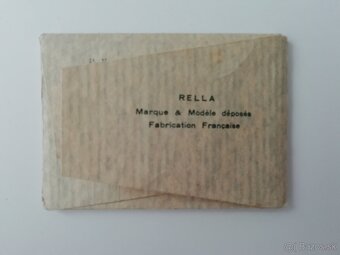 RELLA
Marque & Modèle déposés
Fabrication Française